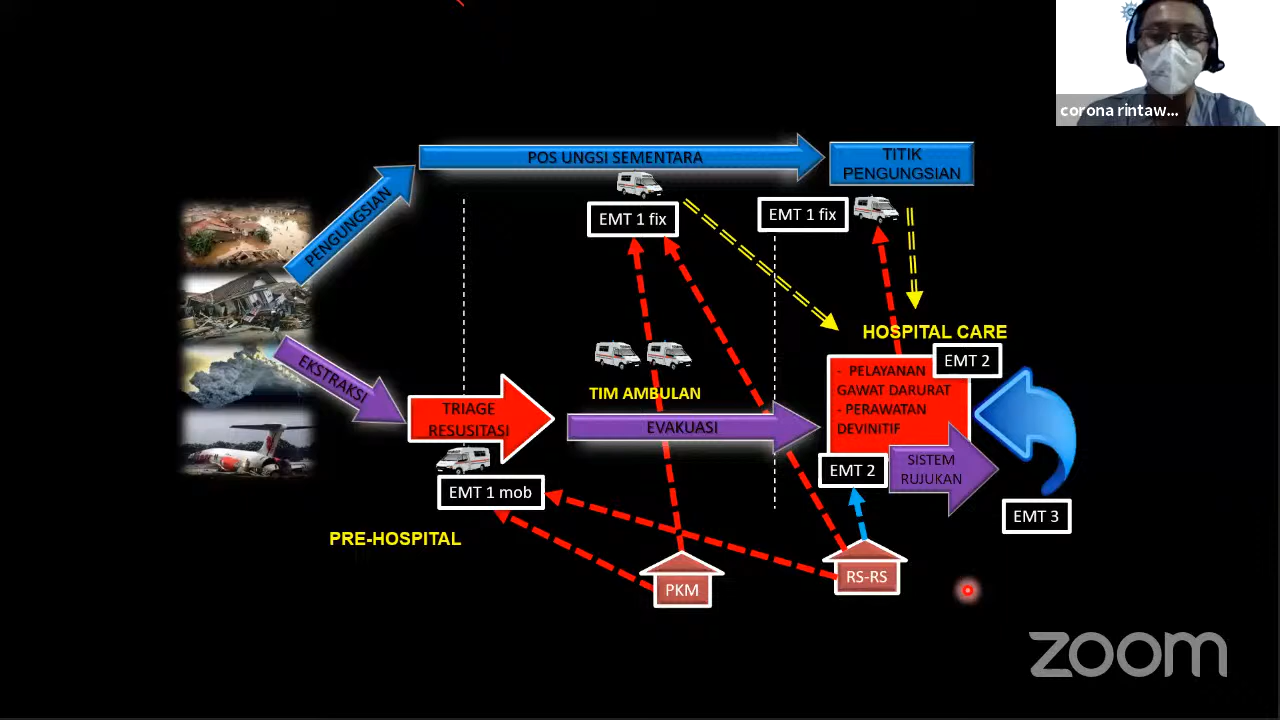 corona rintaw...
POS UNGSI SEMENTARA
TITIK
PENGUNGSIAN
PENGUNGSIAN
EMT 1 fix
EMT 1 fix
HOSPITAL CARE
EMT 2
EKSTRAKSI
- PELAYANAN
GAWAT DARURAT
- PERAWATAN
DEVINITIF
TIM AMBULAN
TRIAGE
RESUSITASI
EVAKUASI
EMT 2
SISTEM
RUJUKAN
EMT 1 mob
EMT 3
PRE-HOSPITAL
PKM
RS-RS
zoom